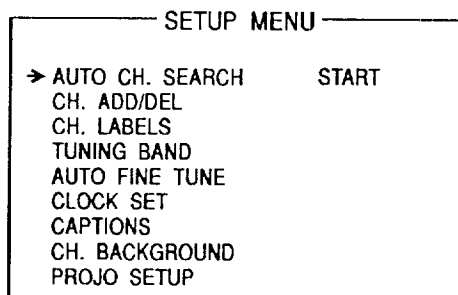 SETUP MENU
→ AUTO CH. SEARCH START
CH. ADD/DEL
CH. LABELS
TUNING BAND
AUTO FINE TUNE
CLOCK SET
CAPTIONS
CH. BACKGROUND
PROJO SETUP